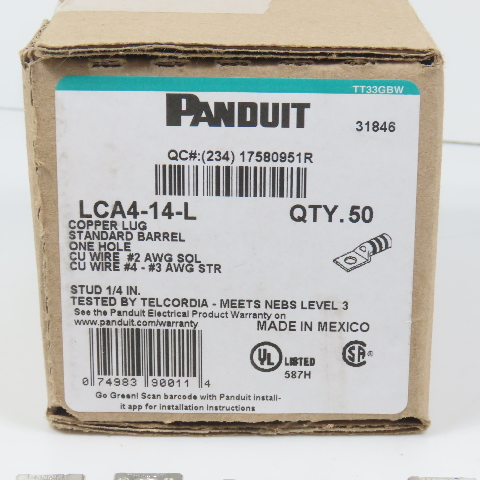 TT33GBW
PANDUIT
31846
QC#:(234) 17580951R
LCA4-14-L QTY. 50
COPPER LUG
STANDARD BARREL
ONE HOLE
CU WIRE #2 AWG SOL
CU WIRE #4 - #3 AWG STR
STUD 1/4 IN.
TESTED BY TELCORDIA - MEETS NEBS LEVEL 3
See the Panduit Electrical Product Warranty on
www.panduit.com/warranty
MADE IN MEXICO
UL LISTED
587H
SA
0 74983 90011 4
Go Green! Scan barcode with Panduit install-
it app for installation instructions